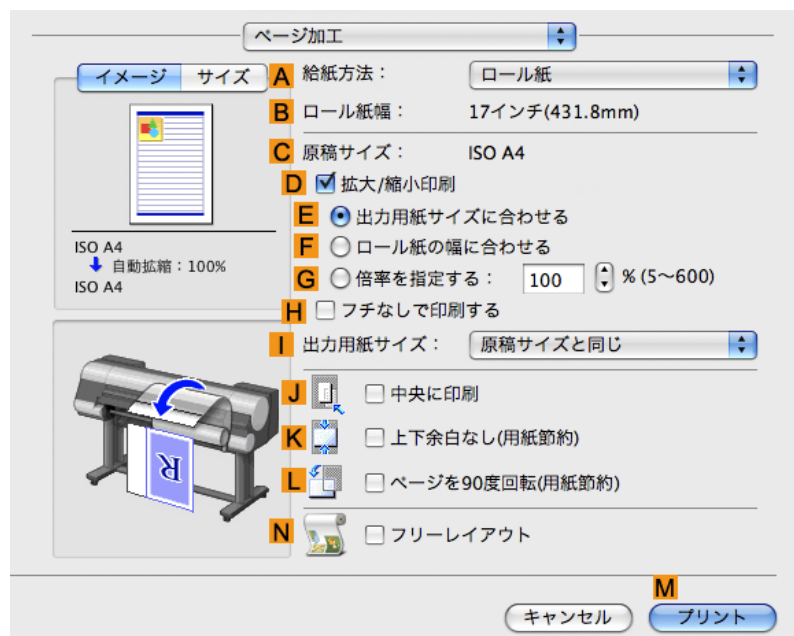 ページ加工
イメージ サイズ
ISO A4
自動拡縮：100%
ISO A4
R
A 給紙方法： ロール紙
B ロール紙幅： 17インチ(431.8mm)
C 原稿サイズ： ISO A4
D 拡大/縮小印刷
E 出力用紙サイズに合わせる
F ロール紙の幅に合わせる
G 倍率を指定する： 100 % (5～600)
H フチなしで印刷する
I 出力用紙サイズ： 原稿サイズと同じ
J 中央に印刷
K 上下余白なし(用紙節約)
L ページを90度回転(用紙節約)
N フリーレイアウト
M
キャンセル プリント